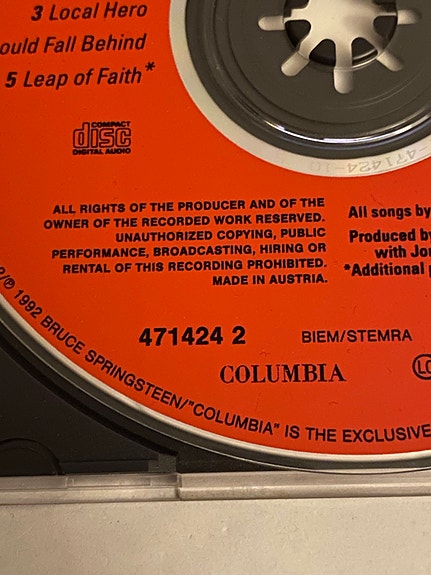 3 Local Hero
ould Fall Behind
5 Leap of Faith*
COMPACT
disc
DIGITAL AUDIO
471424-10
ALL RIGHTS OF THE PRODUCER AND OF THE
OWNER OF THE RECORDED WORK RESERVED.
UNAUTHORIZED COPYING, PUBLIC
PERFORMANCE, BROADCASTING, HIRING OR
RENTAL OF THIS RECORDING PROHIBITED.
MADE IN AUSTRIA.
All songs by
Produced by
with Jo
*Additional
471424 2
BIEM/STEMRA
COLUMBIA
LC
℗ 1992 BRUCE SPRINGSTEEN/"COLUMBIA" IS THE EXCLUSIVE